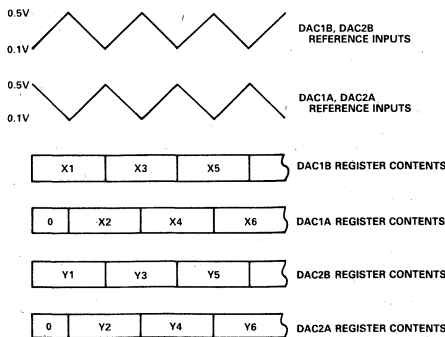 0.5V
0.1V
DAC1B, DAC2B
REFERENCE INPUTS
0.5V
0.1V
DAC1A, DAC2A
REFERENCE INPUTS
X1 X3 X5 DAC1B REGISTER CONTENTS
0 X2 X4 X6 DAC1A REGISTER CONTENTS
Y1 Y3 Y5 DAC2B REGISTER CONTENTS
0 Y2 Y4 Y6 DAC2A REGISTER CONTENTS